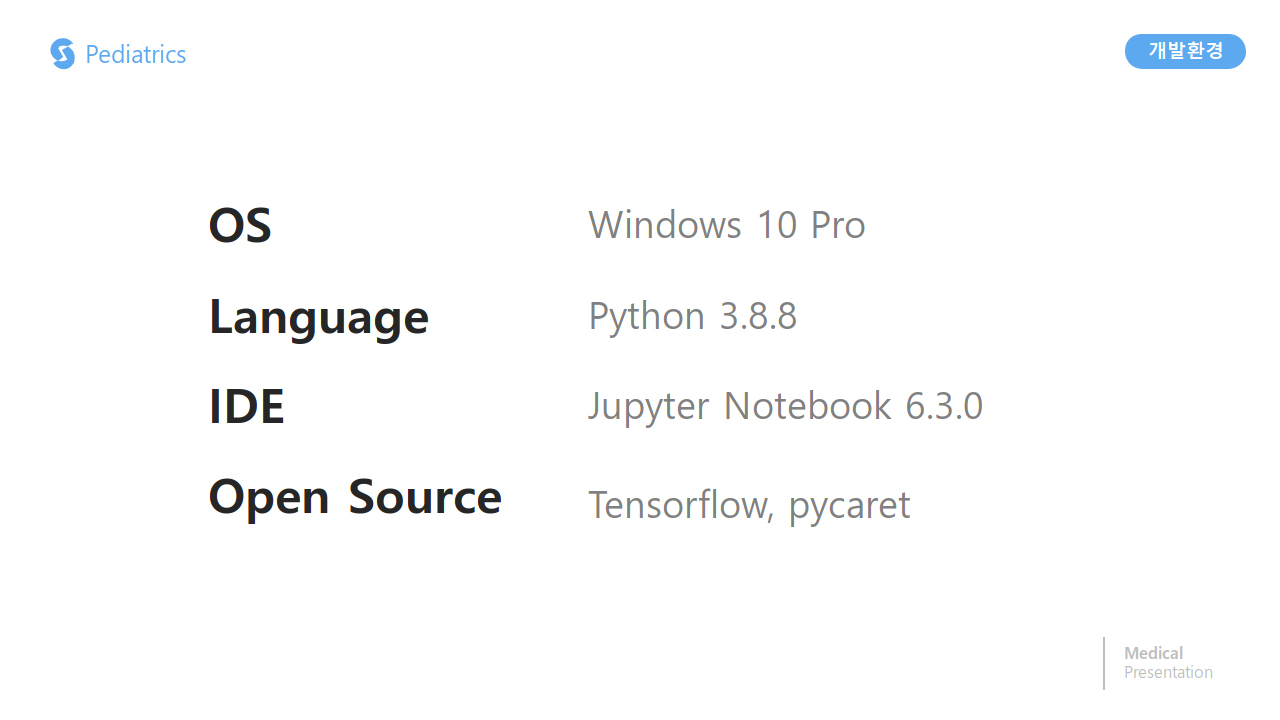 Pediatrics
개발환경
OS
Windows 10 Pro
Language
Python 3.8.8
IDE
Jupyter Notebook 6.3.0
Open Source
Tensorflow, pycaret
Medical
Presentation